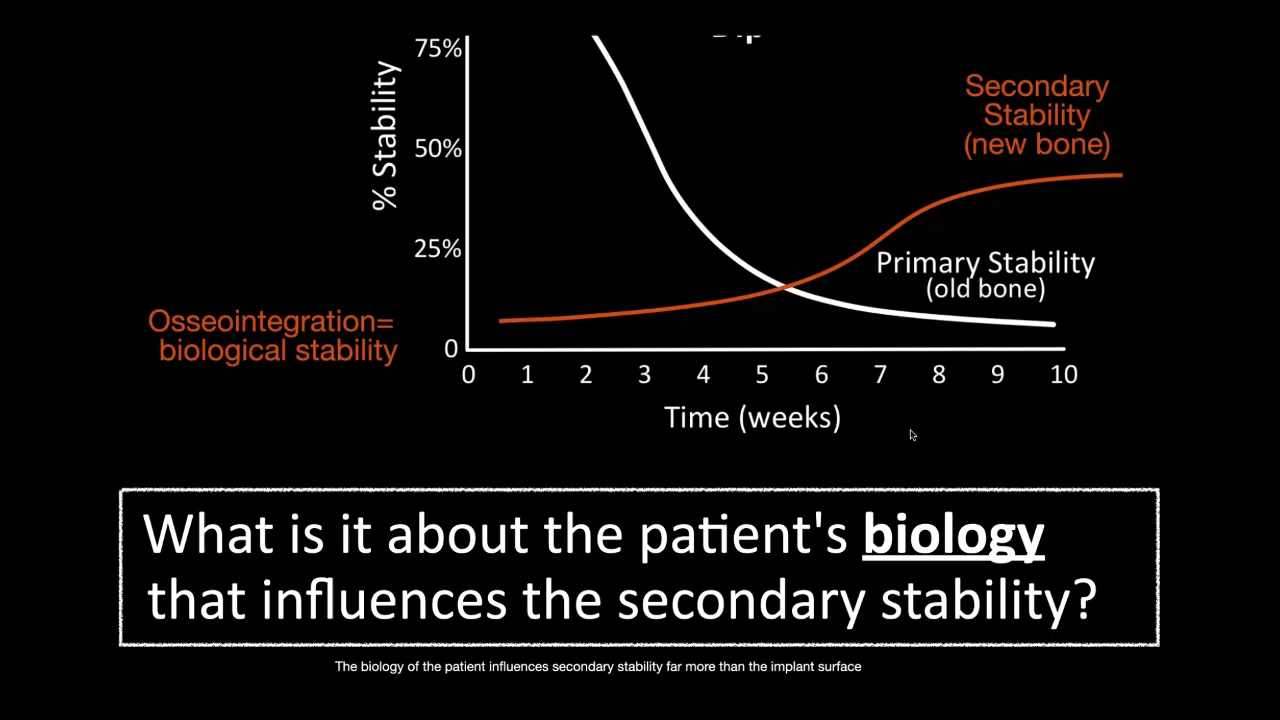 75%
Secondary
Stability
(new bone)
% Stability
50%
25%
Primary Stability
(old bone)
Osseointegration=
biological stability
0
0 1 2 3 4 5 6 7 8 9 10
Time (weeks)
What is it about the patient's biology
that influences the secondary stability?
The biology of the patient influences secondary stability far more than the implant surface